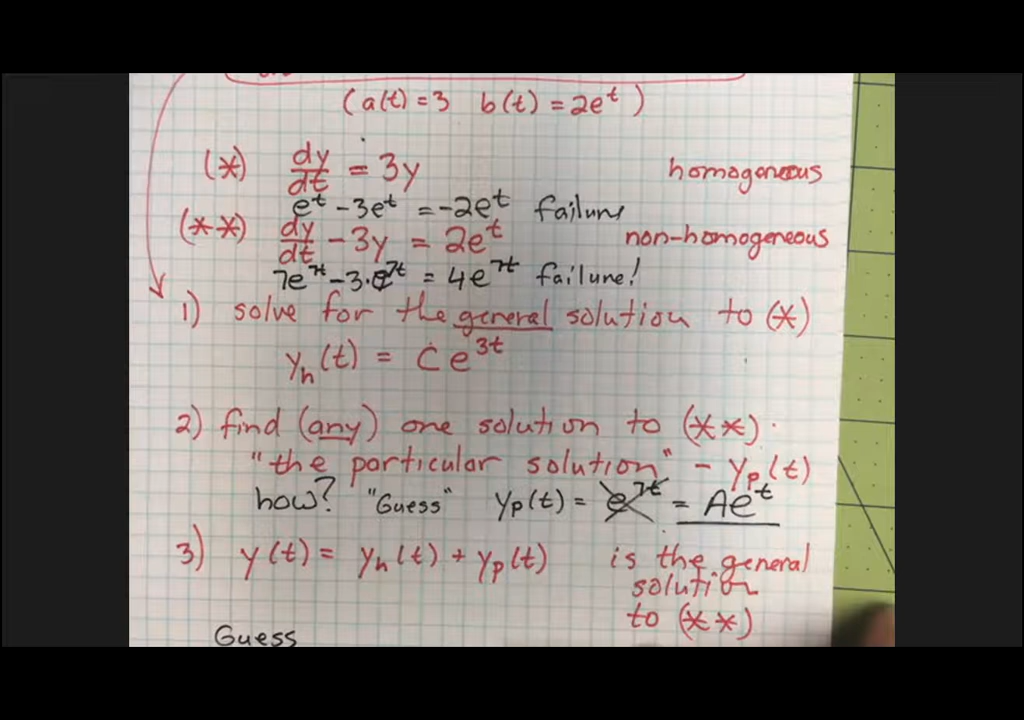 (a(t) = 3 b(t) = 2e^t)
(*) dy/dt = 3y homogeneous
e^t - 3e^t = -2e^t failure
(**) dy/dt - 3y = 2e^t non-homogeneous
7e^7t - 3·e^7t = 4e^7t failure!
1) solve for the general solution to (*)
y_h(t) = Ce^3t
2) find (any) one solution to (**).
"the particular solution" - y_p(t)
how? "Guess" y_p(t) = e^7t = Ae^t
3) y(t) = y_h(t) + y_p(t) is the general
solution
to (**)
Guess